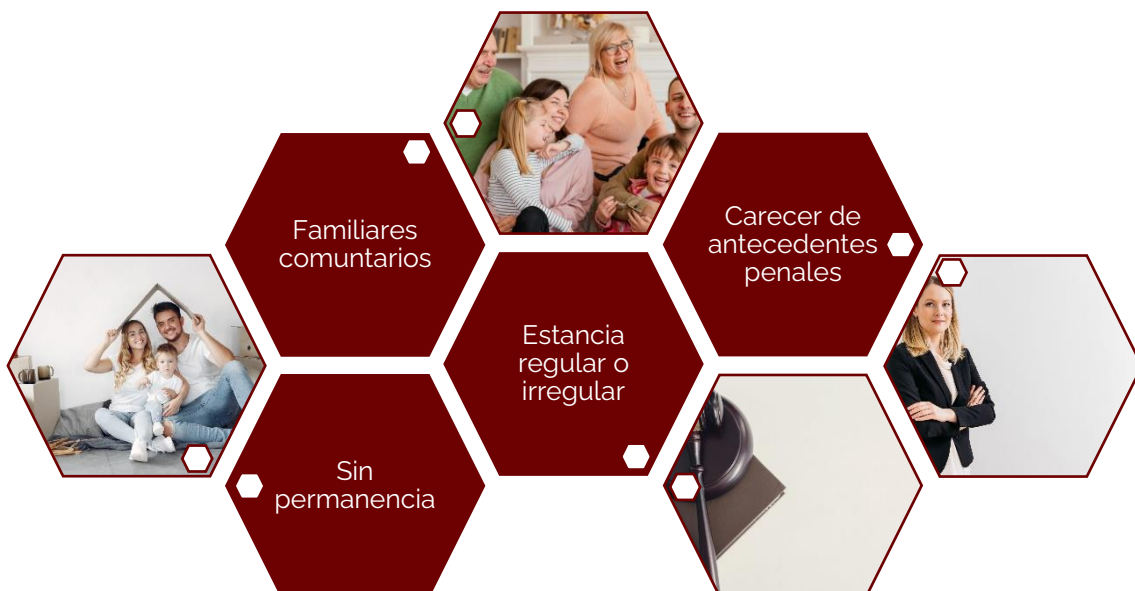 Familiares
comuntarios
Carecer de
antecedentes
penales
Estancia
regular o
irregular
Sin
permanencia